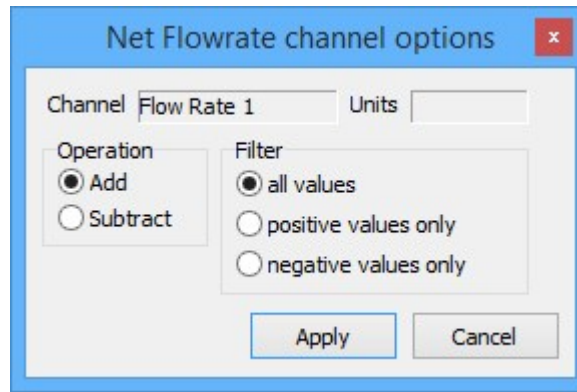 Net Flowrate channel options
x
Channel Flow Rate 1 Units
Operation
Add
Subtract
Filter
all values
positive values only
negative values only
Apply Cancel